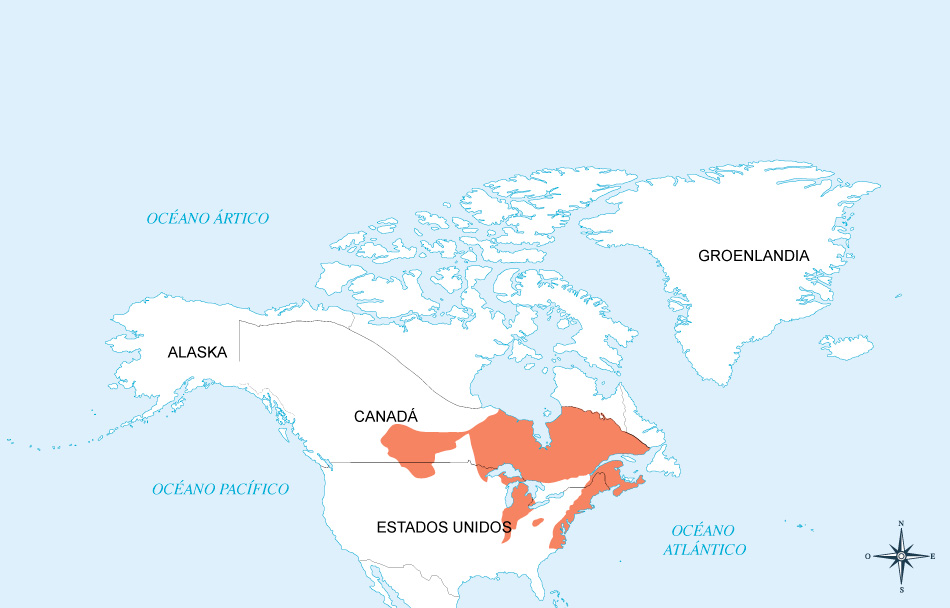 OCÉANO ÁRTICO
GROENLANDIA
ALASKA
CANADÁ
OCÉANO PACÍFICO
ESTADOS UNIDOS
OCÉANO
ATLÁNTICO
N
O
E
S